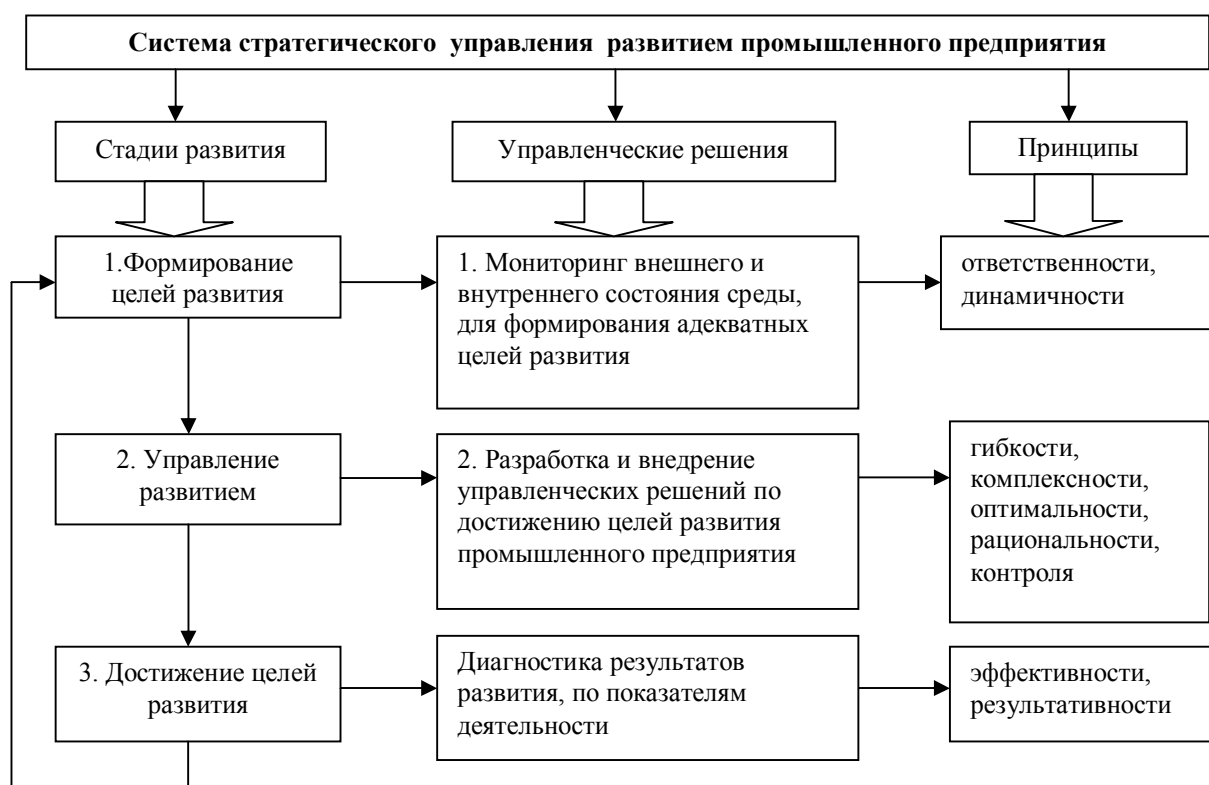 Система стратегического управления развитием промышленного предприятия
Стадии развития
Управленческие решения
Принципы
1.Формирование
целей развития
1. Мониторинг внешнего и
внутреннего состояния среды,
для формирования адекватных
целей развития
ответственности,
динамичности
2. Управление
развитием
2. Разработка и внедрение
управленческих решений по
достижению целей развития
промышленного предприятия
гибкости,
комплексности,
оптимальности,
рациональности,
контроля
3. Достижение целей
развития
Диагностика результатов
развития, по показателям
деятельности
эффективности,
результативности